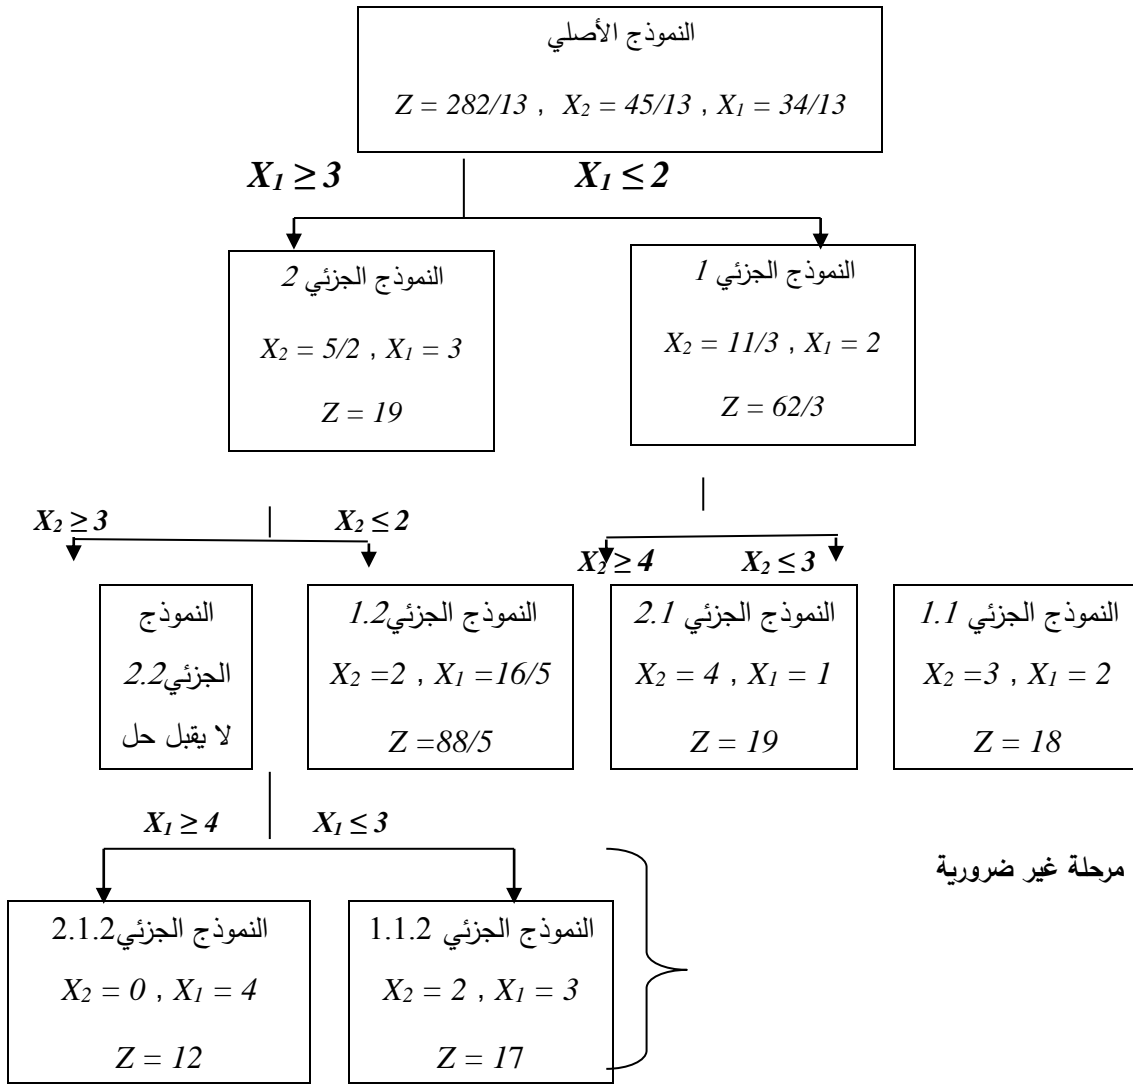 النموذج الأصلي
Z = 282/13 , X2 = 45/13 , X1 = 34/13
X1 ≥ 3
X1 ≤ 2
النموذج الجزئي 2
X2 = 5/2 , X1 = 3
Z = 19
النموذج الجزئي 1
X2 = 11/3 , X1 = 2
Z = 62/3
X2 ≥ 3
X2 ≤ 2
X2 ≥ 4
X2 ≤ 3
النموذج
الجزئي2.2
لا يقبل حل
النموذج الجزئي1.2
X2 =2 , X1 =16/5
Z =88/5
النموذج الجزئي 2.1
X2 = 4 , X1 = 1
Z = 19
النموذج الجزئي 1.1
X2 =3 , X1 = 2
Z = 18
X1 ≥ 4
X1 ≤ 3
مرحلة غير ضرورية
النموذج الجزئي2.1.2
X2 = 0 , X1 = 4
Z = 12
النموذج الجزئي 1.1.2
X2 = 2 , X1 = 3
Z = 17